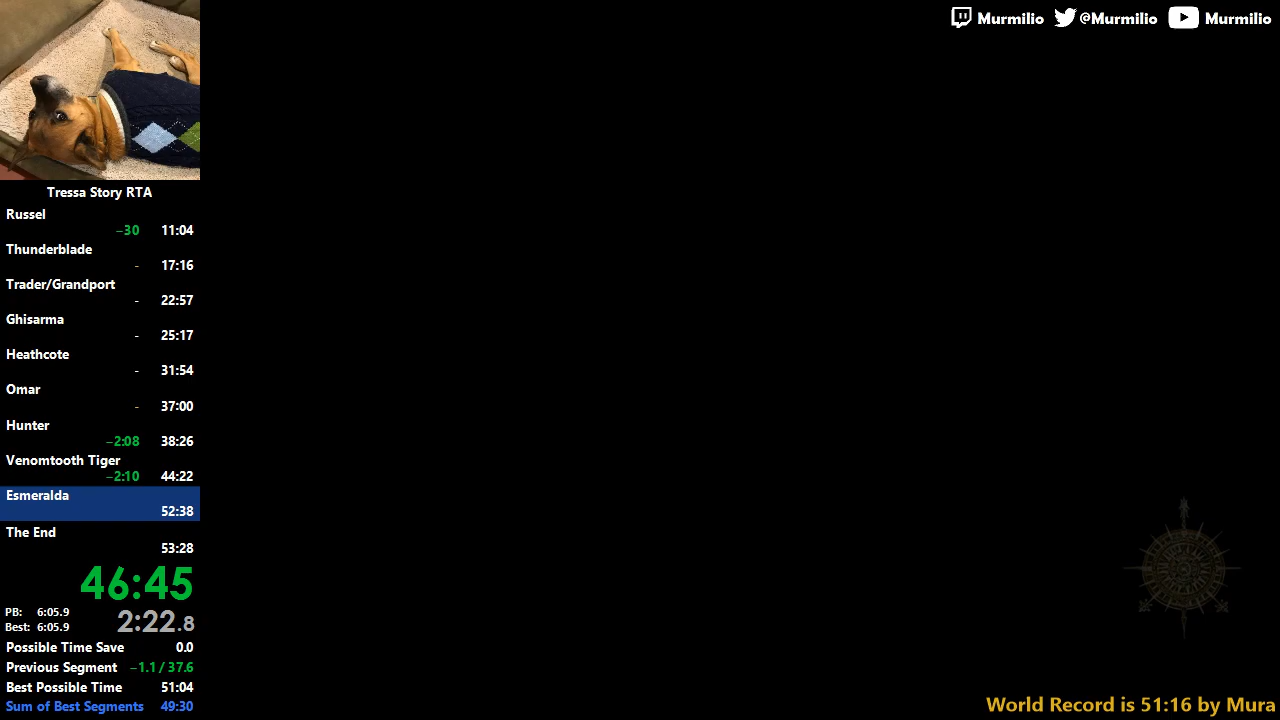 Murmilio @Murmilio Murmilio
Tressa Story RTA
Russel
−30 11:04
Thunderblade
- 17:16
Trader/Grandport
- 22:57
Ghisarma
- 25:17
Heathcote
- 31:54
Omar
- 37:00
Hunter
−2:08 38:26
Venomtooth Tiger
−2:10 44:22
Esmeralda
52:38
The End
53:28
46:45
PB: 6:05.9
Best: 6:05.9
2:22.8
Possible Time Save 0.0
Previous Segment −1.1 / 37.6
Best Possible Time 51:04
Sum of Best Segments 49:30
World Record is 51:16 by Mura